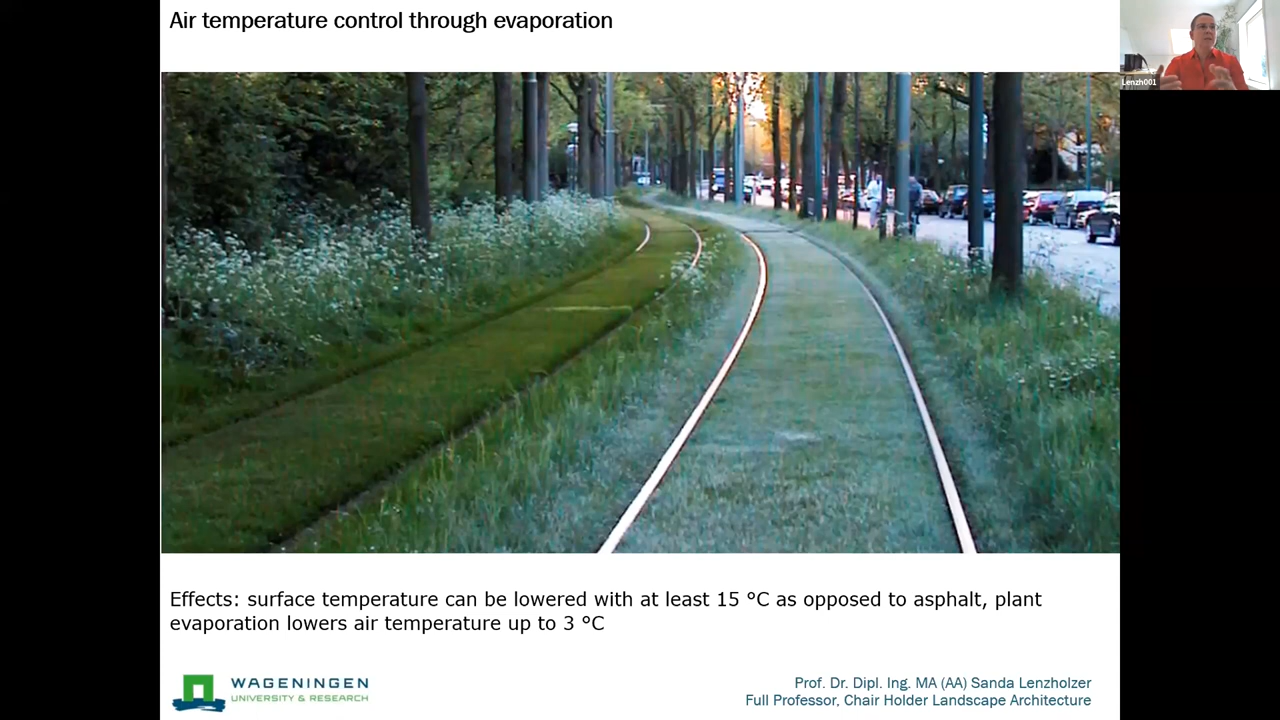 Air temperature control through evaporation
Lenzh001
Effects: surface temperature can be lowered with at least 15 °C as opposed to asphalt, plant
evaporation lowers air temperature up to 3 °C
WAGENINGEN
UNIVERSITY & RESEARCH
Prof. Dr. Dipl. Ing. MA (AA) Sanda Lenzholzer
Full Professor, Chair Holder Landscape Architecture